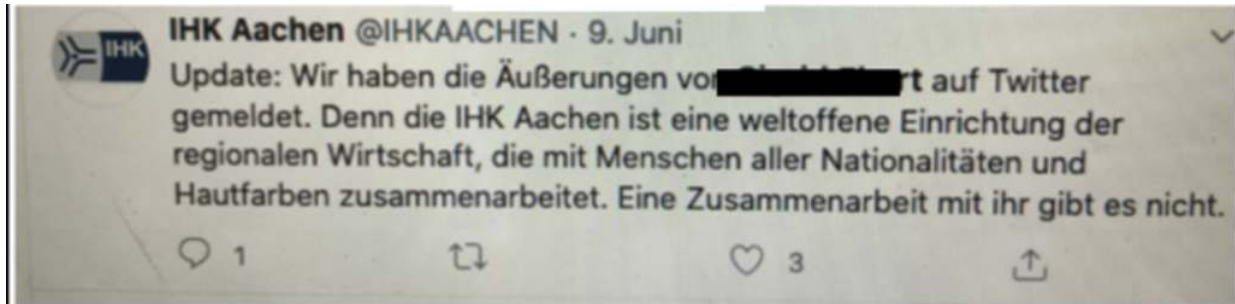 IHK Aachen @IHKAACHEN · 9. Juni
IHK
Update: Wir haben die Äußerungen von rt auf Twitter
gemeldet. Denn die IHK Aachen ist eine weltoffene Einrichtung der
regionalen Wirtschaft, die mit Menschen aller Nationalitäten und
Hautfarben zusammenarbeitet. Eine Zusammenarbeit mit ihr gibt es nicht.
1 3